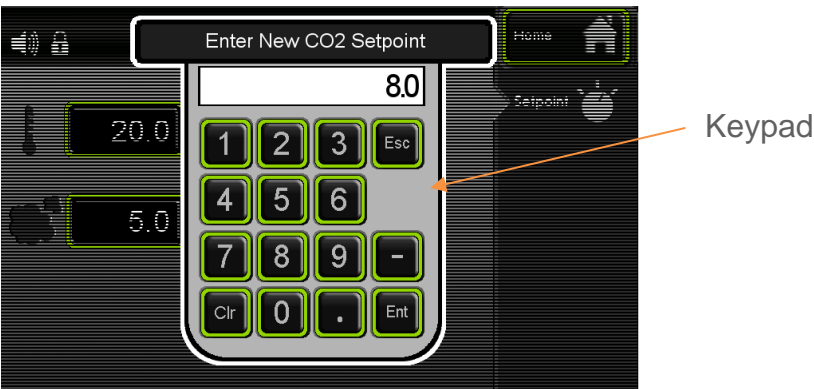 Enter New CO2 Setpoint
Home
8.0
Setpoint
20.0
1 2 3 Esc
Keypad
4 5 6
5.0
7 8 9 -
Clr 0 . Ent